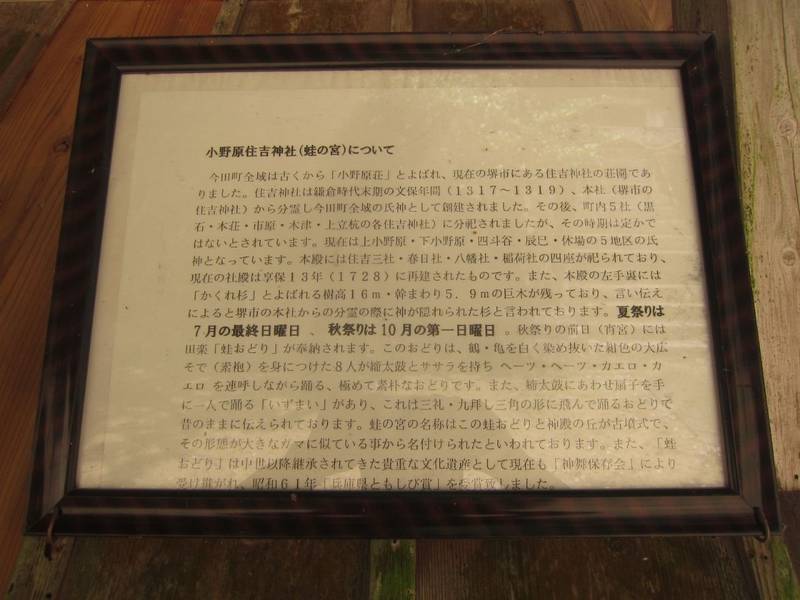 小野原住吉神社(蛙の宮)について
今田町全域は古くから「小野原荘」とよばれ、現在の堺市にある住吉神社の荘園であ
りました。住吉神社は鎌倉時代末期の文保年間(1317~1319)、本社(堺市の
住吉神社)から分霊し今田町全域の氏神として創建されました。その後、町内5社(黒
石・本荘・市原・木津・上立杭の各住吉神社)に分祀されましたが、その時期は定かで
はないとされています。現在は上小野原・下小野原・四斗谷・辰巳・休場の5地区の氏
神となっています。本殿には住吉三社・春日社・八幡社・稲荷社の四座が祀られており、
現在の社殿は享保13年(1728)に再建されたものです。また、本殿の左手裏には
「かくれ杉」とよばれる樹高16m・幹まわり5.9mの巨木が残っており、言い伝え
によると堺市の本社からの分霊の際に神が隠れられた杉と言われております。夏祭りは
7月の最終日曜日 、 秋祭りは10月の第一日曜日 。秋祭りの前日(宵宮)には
田楽「蛙おどり」が奉納されます。このおどりは、鶴・亀を白く染め抜いた紺色の大広
そで(素袍)を身につけた8人が締太鼓とササラを持ち ヘーツ・ヘーツ・カエロ・カ
エロ を連呼しながら踊る、極めて素朴なおどりです。また、締太鼓にあわせ扇子を手
に一人で踊る「いずまい」があり、これは三礼・九拜し三角の形に飛んで踊るおどりで
昔のままに伝えられております。蛙の宮の名称はこの蛙おどりと神殿の丘が古墳式で、
その形態が大きなガマに似ている事から名付けられたといわれております。また、「蛙
おどり」は中世以降継承されてきた貴重な文化遺産として現在も「神舞保存会」により
受け継がれ、昭和61年「兵庫県ともしび賞」を受賞致しました。